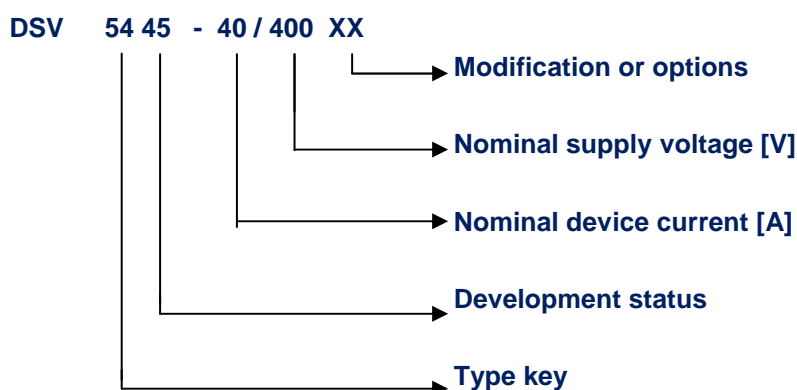 DSV 54 45 - 40 / 400 XX
Modification or options
Nominal supply voltage [V]
Nominal device current [A]
Development status
Type key